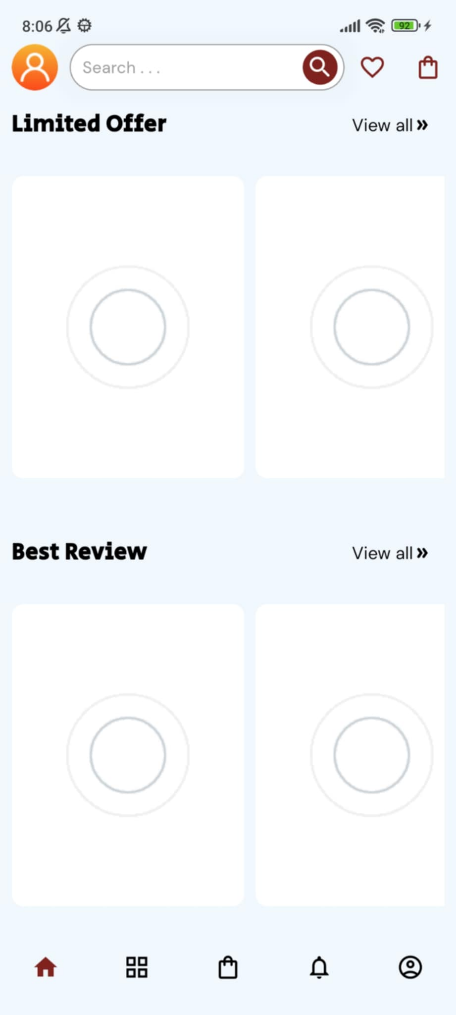 8:06 92
Search . . .
Limited Offer View all »
Best Review View all »